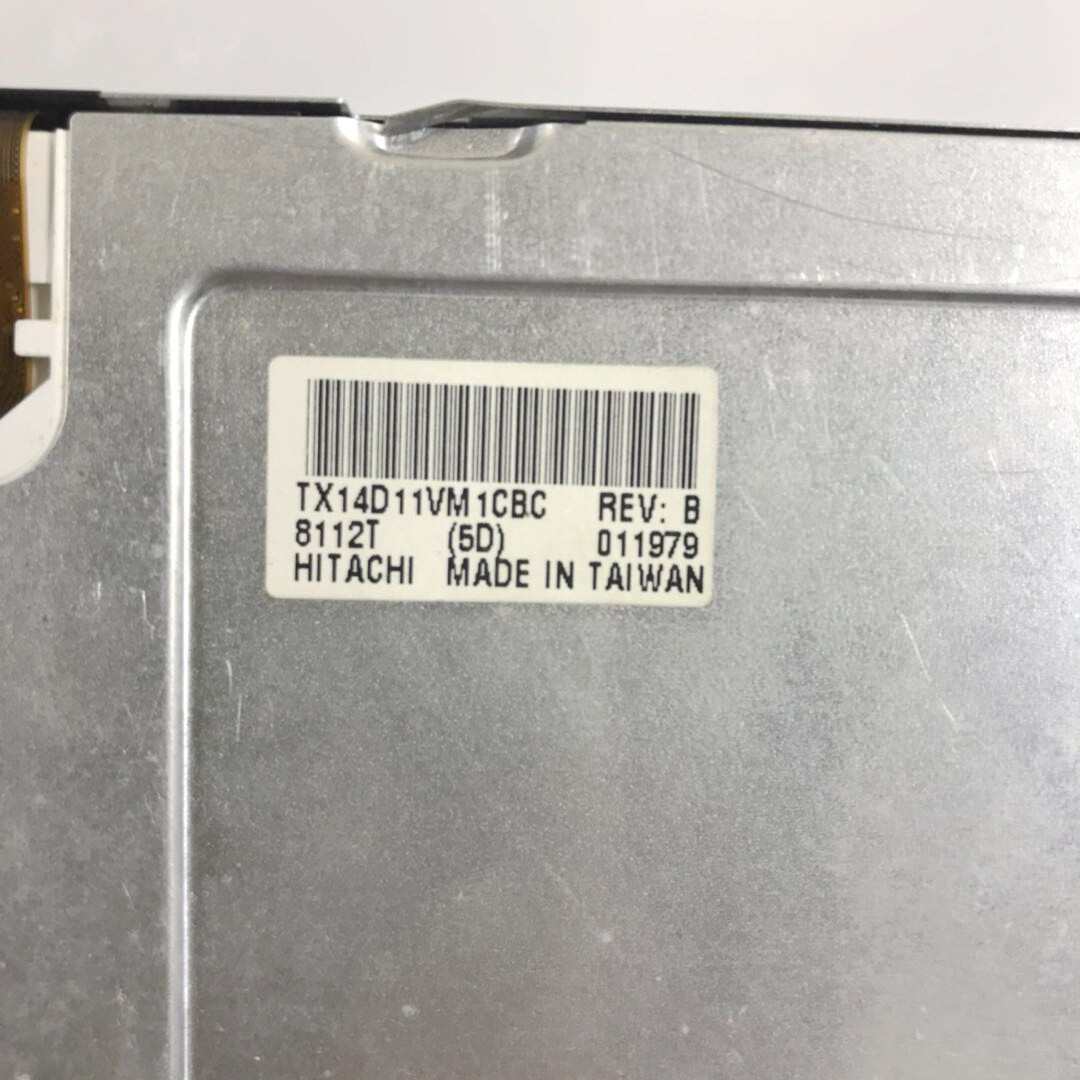 TX14D11VM1CBC REV: B
8112T (5D) 011979
HITACHI MADE IN TAIWAN